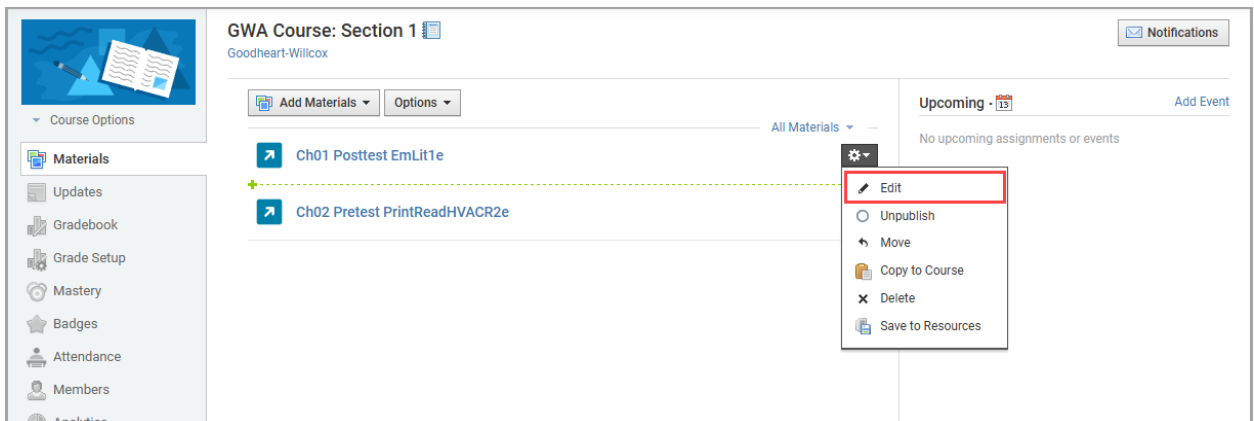 GWA Course: Section 1
Goodheart-Willcox
Notifications
Course Options
Materials
Updates
Gradebook
Grade Setup
Mastery
Badges
Attendance
Members
Analytics
Add Materials
Options
All Materials
Ch01 Posttest EmLit1e
Ch02 Pretest PrintReadHVACR2e
Edit
Unpublish
Move
Copy to Course
Delete
Save to Resources
Upcoming · 13
Add Event
No upcoming assignments or events